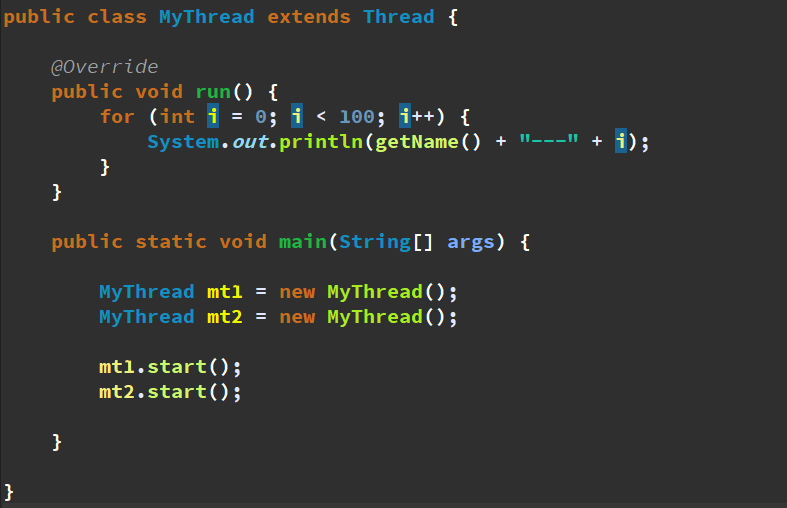 public class MyThread extends Thread {
@Override
public void run() {
for (int i = 0; i < 100; i++) {
System.out.println(getName() + "---" + i);
}
}
public static void main(String[] args) {
MyThread mt1 = new MyThread();
MyThread mt2 = new MyThread();
mt1.start();
mt2.start();
}
}